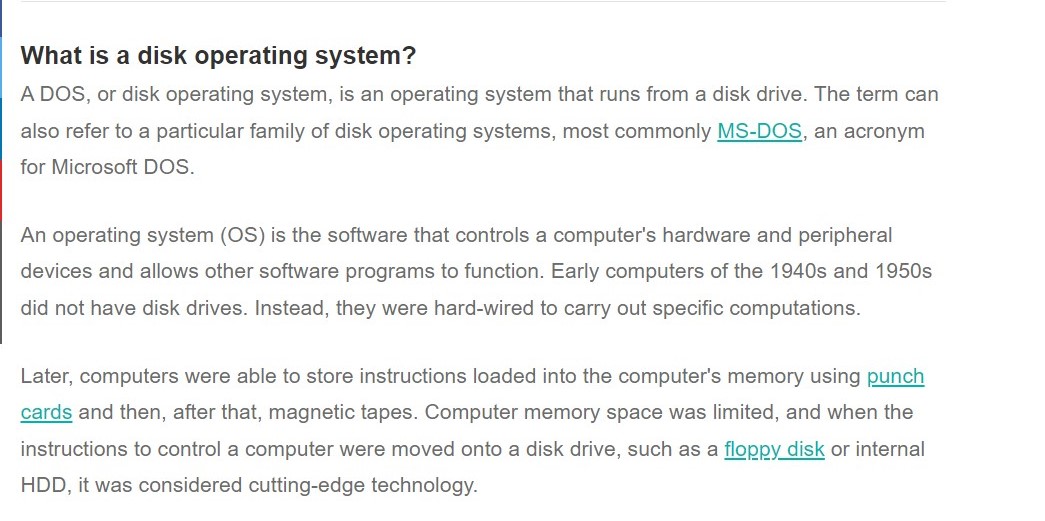 What is a disk operating system?
A DOS, or disk operating system, is an operating system that runs from a disk drive. The term can
also refer to a particular family of disk operating systems, most commonly MS-DOS, an acronym
for Microsoft DOS.
An operating system (OS) is the software that controls a computer's hardware and peripheral
devices and allows other software programs to function. Early computers of the 1940s and 1950s
did not have disk drives. Instead, they were hard-wired to carry out specific computations.
Later, computers were able to store instructions loaded into the computer's memory using punch
cards and then, after that, magnetic tapes. Computer memory space was limited, and when the
instructions to control a computer were moved onto a disk drive, such as a floppy disk or internal
HDD, it was considered cutting-edge technology.